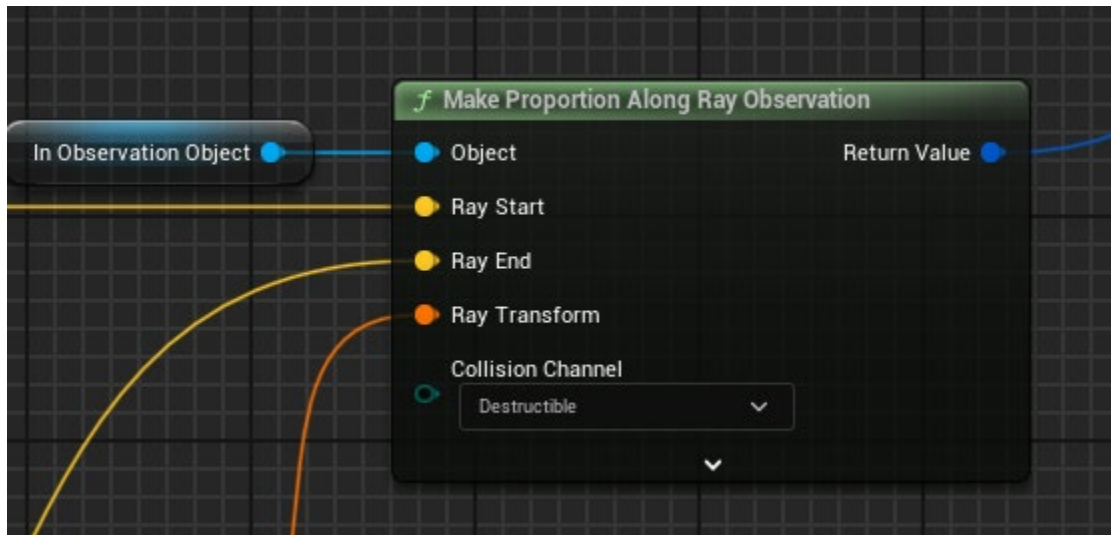 f Make Proportion Along Ray Observation
In Observation Object
Object
Return Value
Ray Start
Ray End
Ray Transform
Collision Channel
Destructible